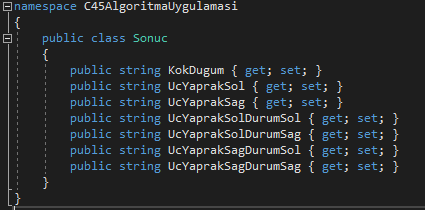 namespace C45AlgoritmaUygulamasi
{
public class Sonuc
{
public string KokDugum { get; set; }
public string UcYaprakSol { get; set; }
public string UcYaprakSag { get; set; }
public string UcYaprakSolDurumSol { get; set; }
public string UcYaprakSolDurumSag { get; set; }
public string UcYaprakSagDurumSol { get; set; }
public string UcYaprakSagDurumSag { get; set; }
}
}